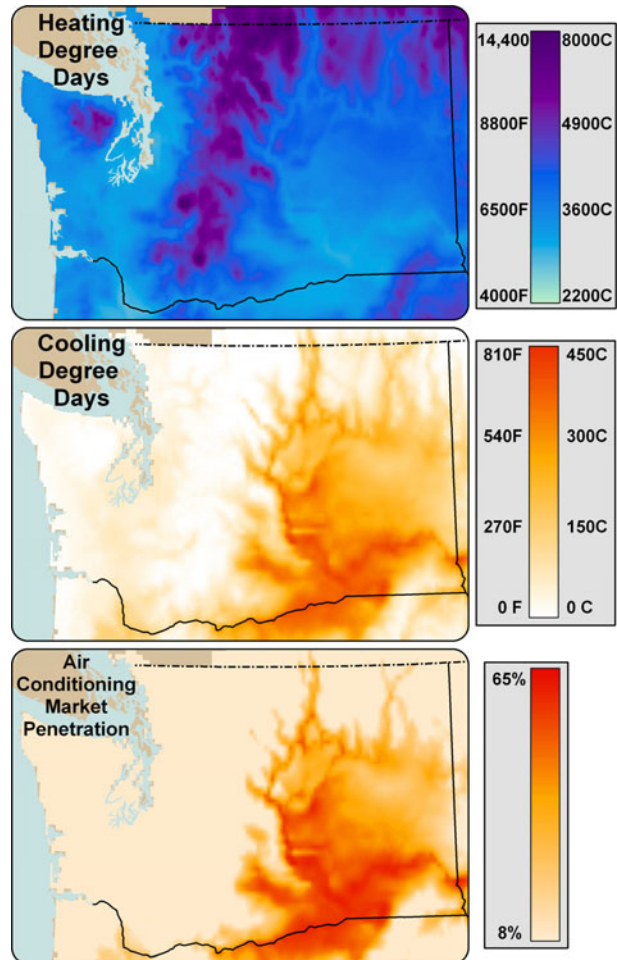 Heating
Degree
Days
14,400 8000C
8800F 4900C
6500F 3600C
4000F 2200C
Cooling
Degree
Days
810F 450C
540F 300C
270F 150C
0 F 0 C
Air
Conditioning
Market
Penetration
65%
8%